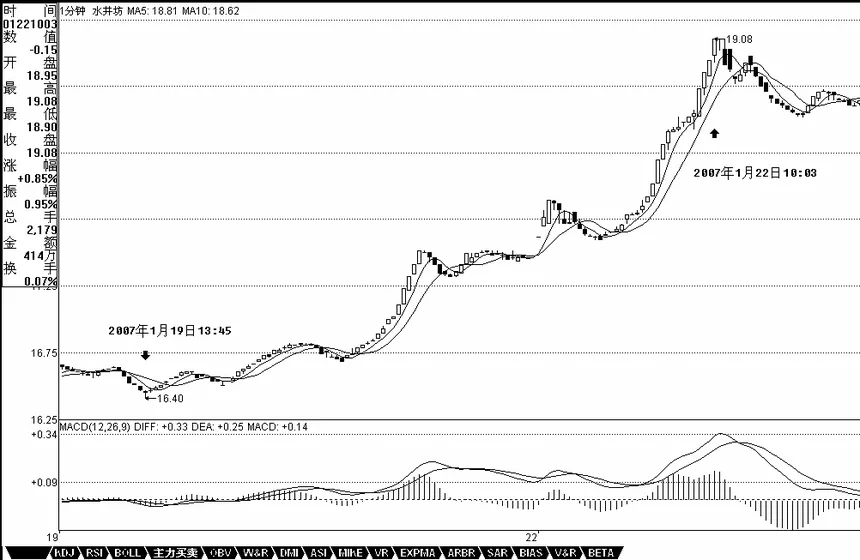 时 间
01221003
数 值
-0.15
开 盘
18.95
最 高
19.08
最 低
18.90
收 盘
19.08
涨 幅
+0.85%
振 幅
0.95%
总 手
2,179
金 额
414万
换 手
0.07%
1分钟 水井坊 MA5: 18.81 MA10: 18.62
19.08
2007年1月22日10:03
2007年1月19日13:45
16.75
16.40
16.25
MACD(12,26,9) DIFF: +0.33 DEA: +0.25 MACD: +0.14
+0.34
+0.09
19 22
KDJ RSI BOLL 主力买卖 OBV W&R DMI ASI MIKE VR EXPMA ARBR SAR BIAS V&R BETA